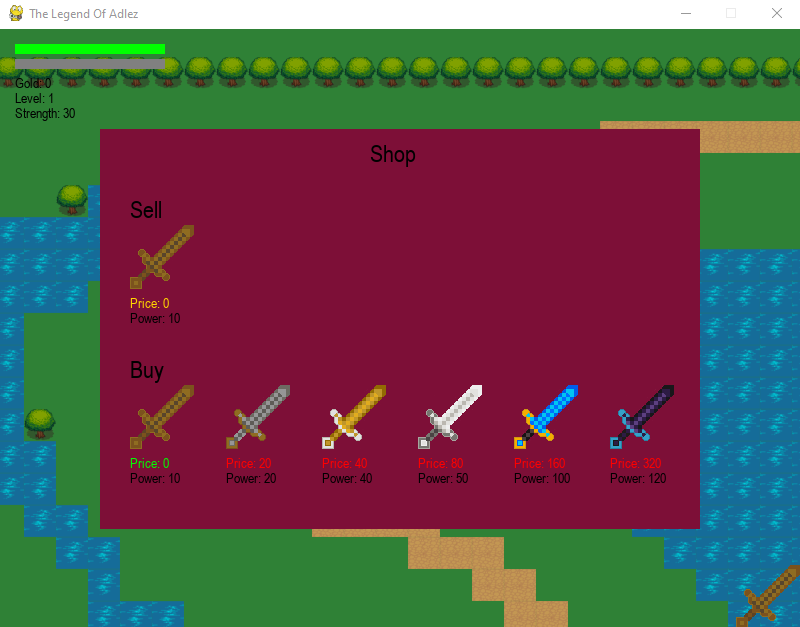 The Legend Of Adlez
Gold: 0
Level: 1
Strength: 30
Shop
Sell
Price: 0
Power: 10
Buy
Price: 0 Price: 20 Price: 40 Price: 80 Price: 160 Price: 320
Power: 10 Power: 20 Power: 40 Power: 50 Power: 100 Power: 120